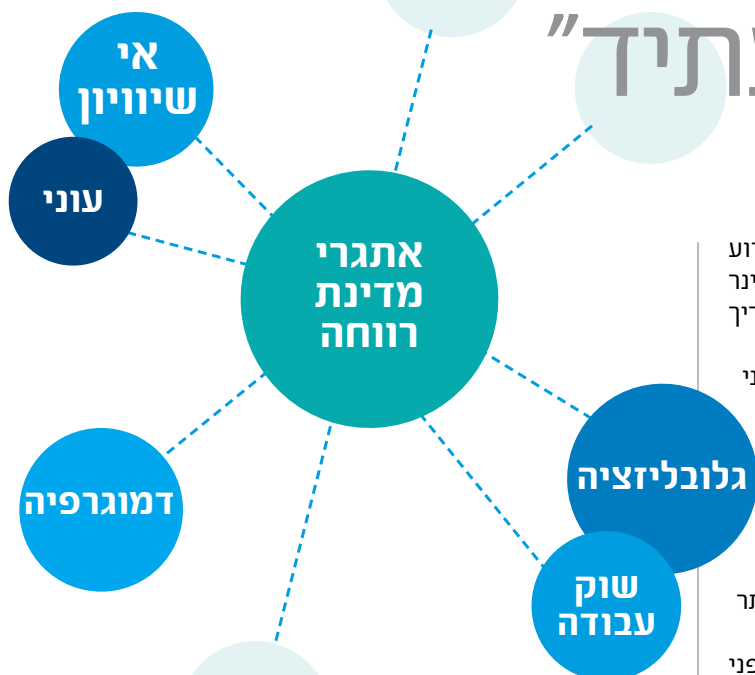 אי
שיוויון
עוני
אתגרי
מדינת
רווחה
דמוגרפיה
גלובליזציה
שוק
עבודה